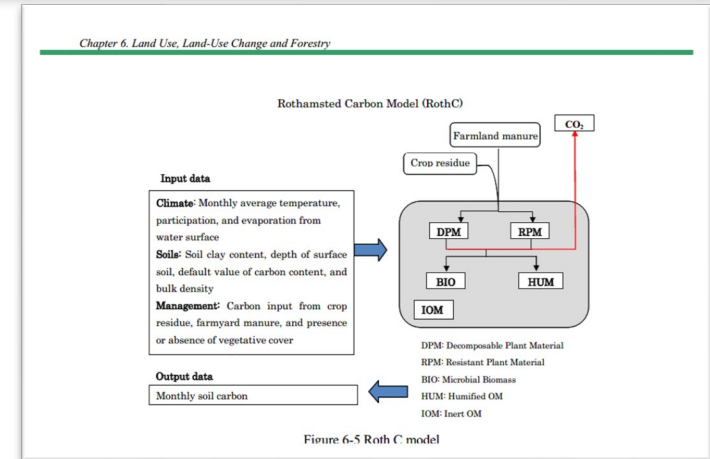 Chapter 6. Land Use, Land-Use Change and Forestry
Rothamsted Carbon Model (RothC)
CO₂
Farmland manure
Crop residue
Input data
Climate: Monthly average temperature,
participation, and evaporation from
water surface
Soils: Soil clay content, depth of surface
soil, default value of carbon content, and
bulk density
Management: Carbon input from crop
residue, farmyard manure, and presence
or absence of vegetative cover
DPM
RPM
BIO
HUM
IOM
DPM: Decomposable Plant Material
RPM: Resistant Plant Material
BIO: Microbial Biomass
HUM: Humified OM
IOM: Inert OM
Output data
Monthly soil carbon
Figure 6-5 Roth C model